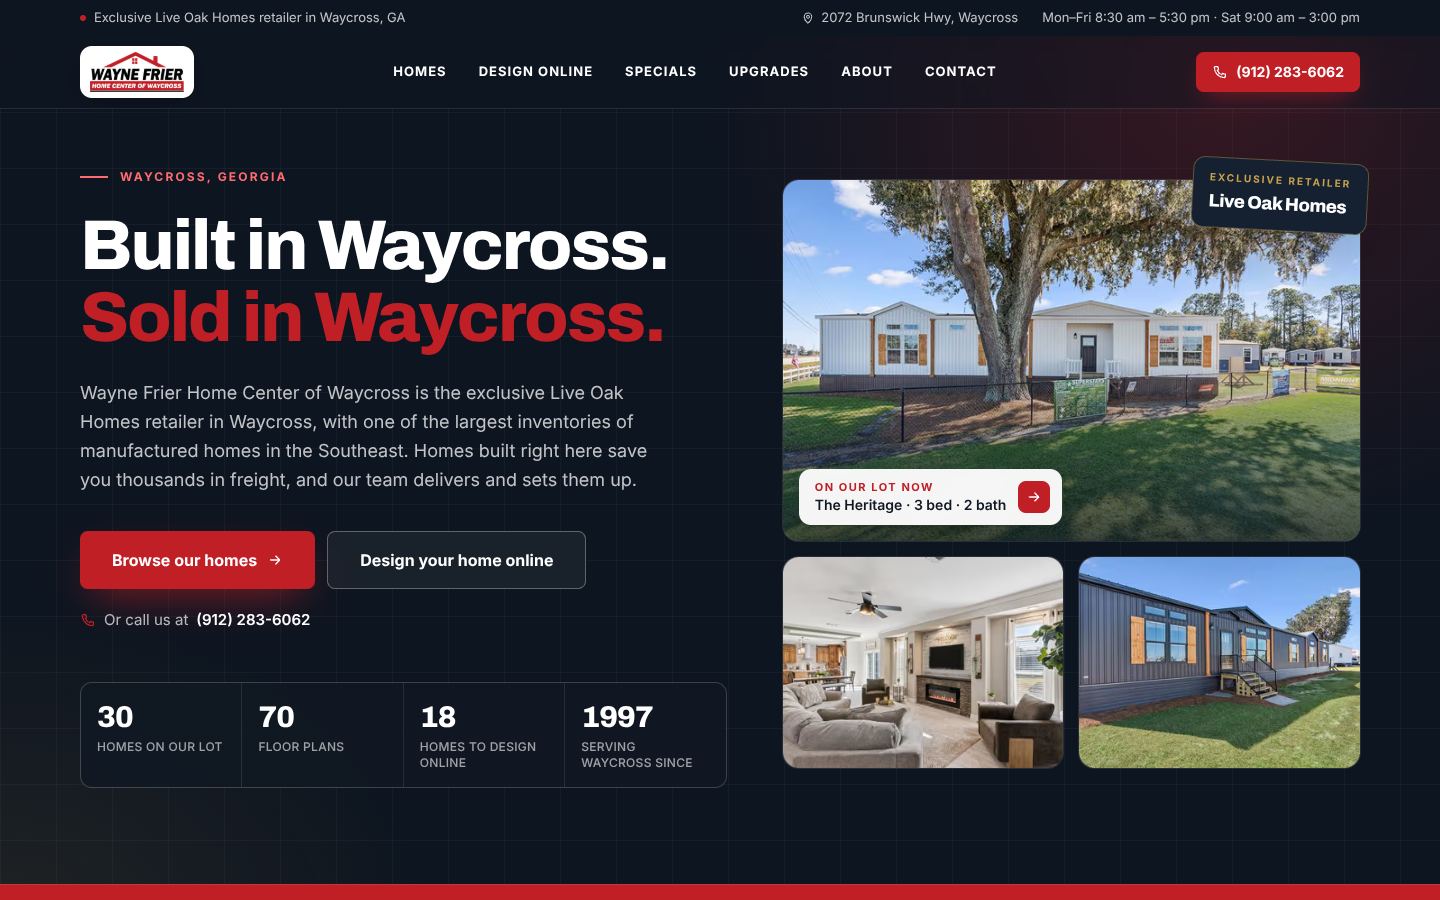 Exclusive Live Oak Homes retailer in Waycross, GA
2072 Brunswick Hwy, Waycross
Mon–Fri 8:30 am – 5:30 pm · Sat 9:00 am – 3:00 pm
WAYNE FRIER
HOME CENTER OF WAYCROSS
HOMES
DESIGN ONLINE
SPECIALS
UPGRADES
ABOUT
CONTACT
(912) 283-6062
WAYCROSS, GEORGIA
Built in Waycross.
Sold in Waycross.
Wayne Frier Home Center of Waycross is the exclusive Live Oak
Homes retailer in Waycross, with one of the largest inventories of
manufactured homes in the Southeast. Homes built right here save
you thousands in freight, and our team delivers and sets them up.
Browse our homes
Design your home online
Or call us at (912) 283-6062
30
HOMES ON OUR LOT
70
FLOOR PLANS
18
HOMES TO DESIGN
ONLINE
1997
SERVING
WAYCROSS SINCE
EXCLUSIVE RETAILER
Live Oak Homes
ON OUR LOT NOW
The Heritage · 3 bed · 2 bath